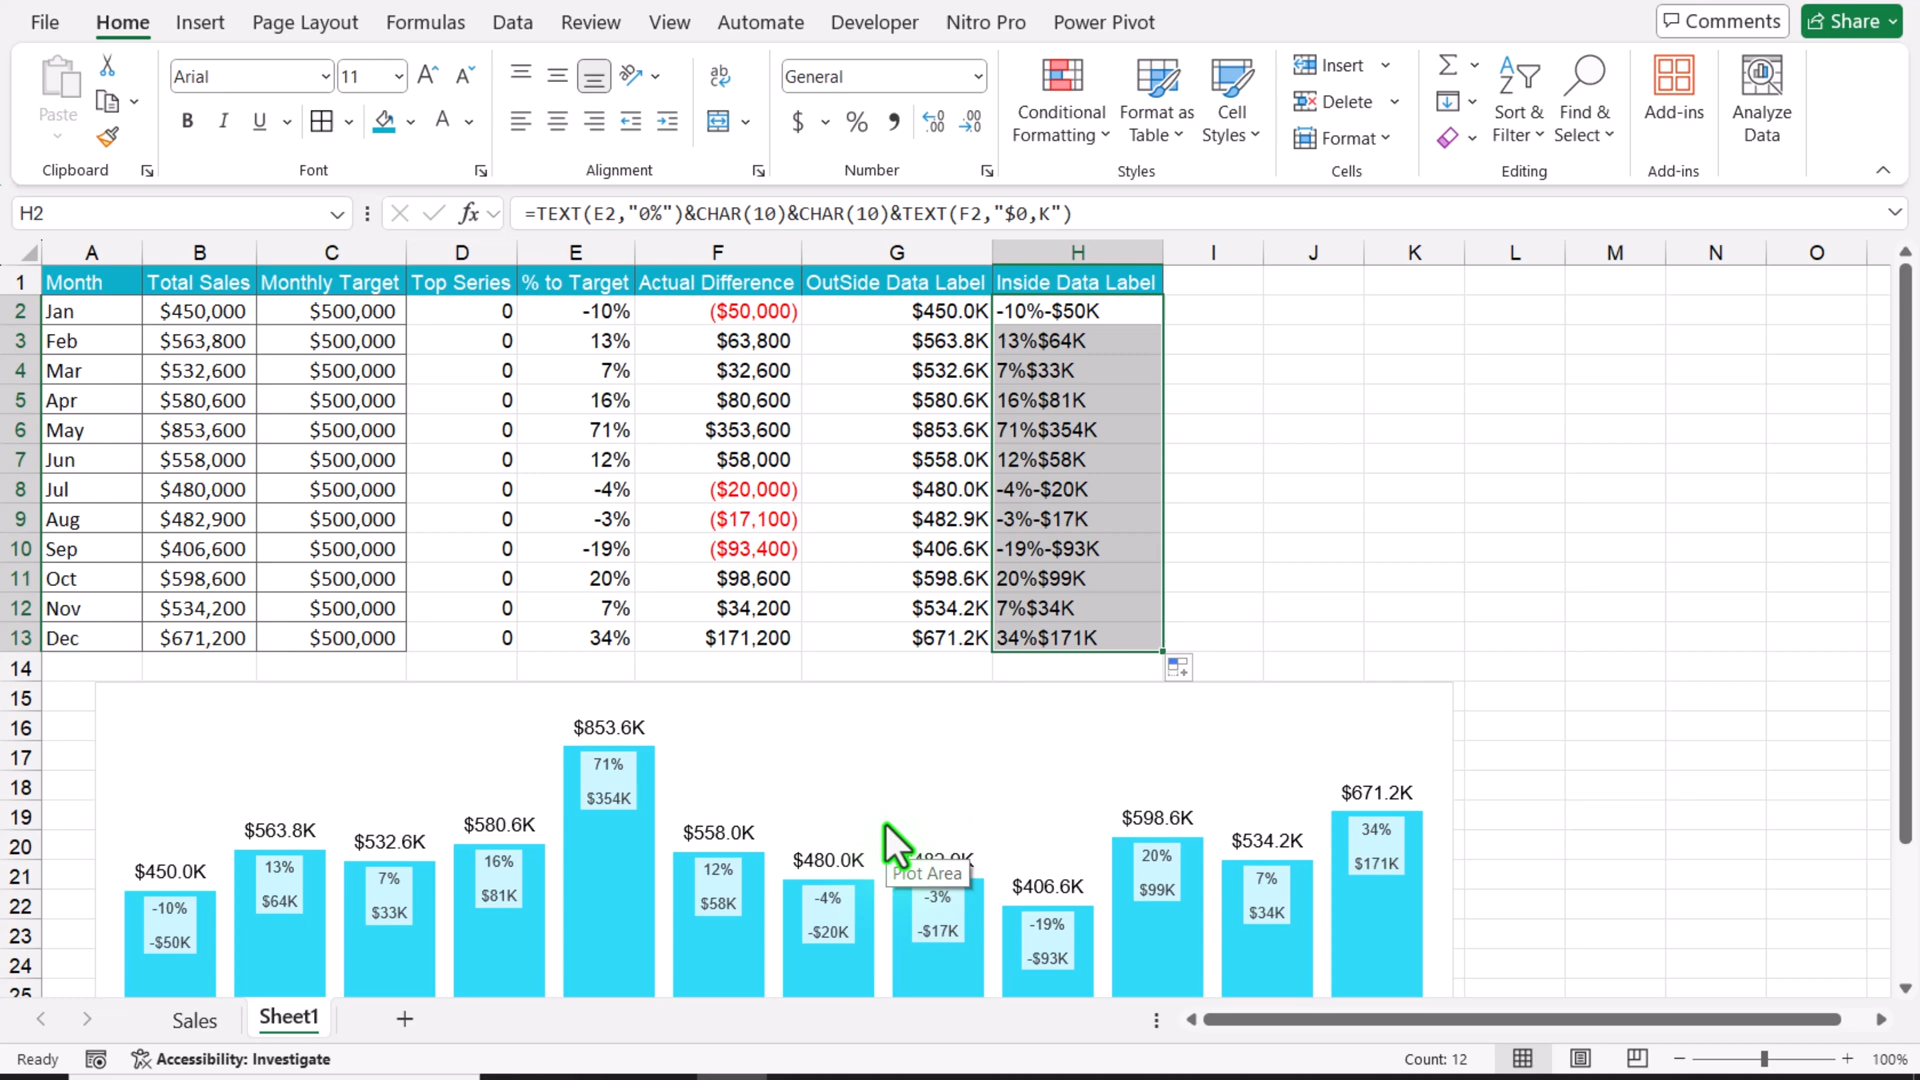 File Home Insert Page Layout Formulas Data Review View Automate Developer Nitro Pro Power Pivot Comments Share
Paste Arial 11 General Conditional Formatting Format as Table Cell Styles Insert Delete Format Sort & Filter Find & Select Add-ins Analyze Data
Clipboard Font Alignment Number Styles Cells Editing Add-ins
H2 fx =TEXT(E2,"0%")&CHAR(10)&CHAR(10)&TEXT(F2,"$0,K")
A B C D E F G H I J K L M N O
1 Month Total Sales Monthly Target Top Series % to Target Actual Difference OutSide Data Label Inside Data Label
2 Jan $450,000 $500,000 0 -10% ($50,000) $450.0K -10%-$50K
3 Feb $563,800 $500,000 0 13% $63,800 $563.8K 13%$64K
4 Mar $532,600 $500,000 0 7% $32,600 $532.6K 7%$33K
5 Apr $580,600 $500,000 0 16% $80,600 $580.6K 16%$81K
6 May $853,600 $500,000 0 71% $353,600 $853.6K 71%$354K
7 Jun $558,000 $500,000 0 12% $58,000 $558.0K 12%$58K
8 Jul $480,000 $500,000 0 -4% ($20,000) $480.0K -4%-$20K
9 Aug $482,900 $500,000 0 -3% ($17,100) $482.9K -3%-$17K
10 Sep $406,600 $500,000 0 -19% ($93,400) $406.6K -19%-$93K
11 Oct $598,600 $500,000 0 20% $98,600 $598.6K 20%$99K
12 Nov $534,200 $500,000 0 7% $34,200 $534.2K 7%$34K
13 Dec $671,200 $500,000 0 34% $171,200 $671.2K 34%$171K
14
15
16
17
18
19
20
21
22
23
24
25
$450.0K
-10%
-$50K
$563.8K
13%
$64K
$532.6K
7%
$33K
$580.6K
16%
$81K
$853.6K
71%
$354K
$558.0K
12%
$58K
$480.0K
-4%
-$20K
Plot Area
-3%
-$17K
$406.6K
-19%
-$93K
$598.6K
20%
$99K
$534.2K
7%
$34K
$671.2K
34%
$171K
Sales Sheet1
Ready Accessibility: Investigate Count: 12 100%